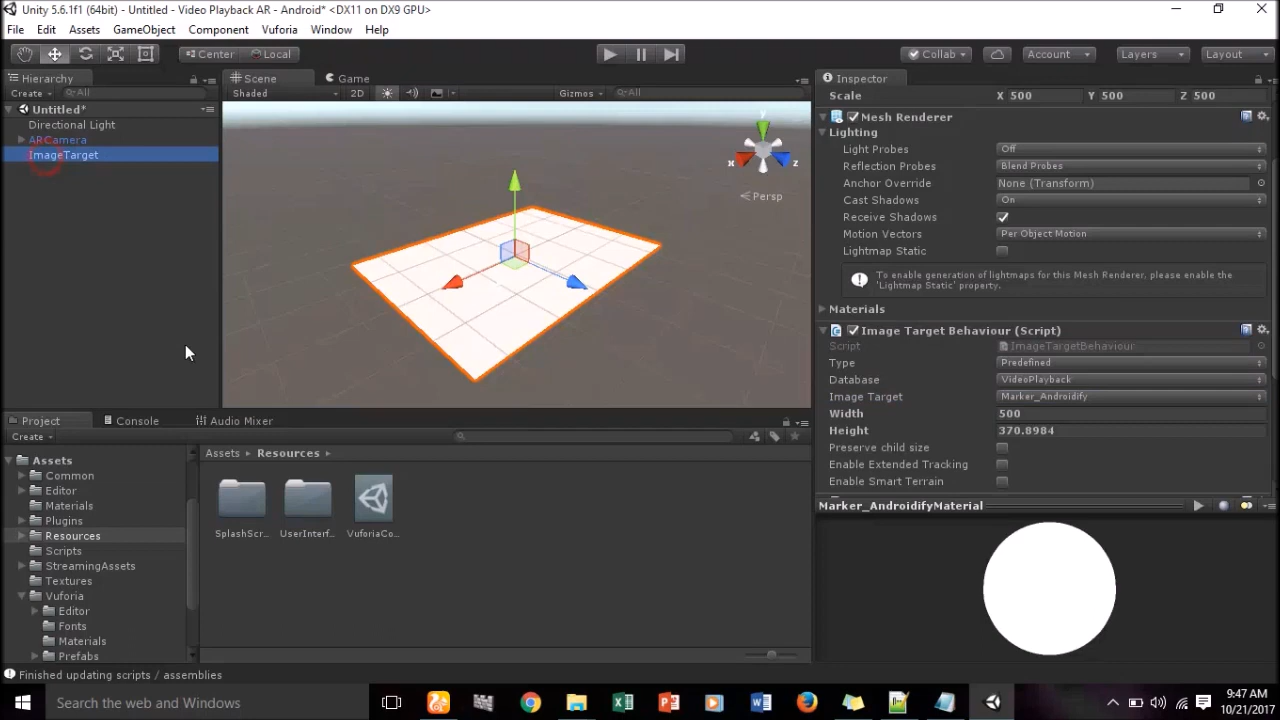 Unity 5.6.1f1 (64bit) - Untitled - Video Playback AR - Android* <DX11 on DX9 GPU>
File Edit Assets GameObject Component Vuforia Window Help
Center Local Collab Account Layers Layout
Hierarchy Scene Game Inspector
Create All Shaded 2D Gizmos All Scale X 500 Y 500 Z 500
Untitled*
Directional Light
ARCamera
ImageTarget
y
x
z
Persp
Mesh Renderer
Lighting
Light Probes Off
Reflection Probes Blend Probes
Anchor Override None (Transform)
Cast Shadows On
Receive Shadows
Motion Vectors Per Object Motion
Lightmap Static
To enable generation of lightmaps for this Mesh Renderer, please enable the
'Lightmap Static' property.
Materials
Image Target Behaviour (Script)
Script ImageTargetBehaviour
Type Predefined
Database VideoPlayback
Image Target Marker_Androidify
Width 500
Height 370.8984
Preserve child size
Enable Extended Tracking
Enable Smart Terrain
Marker_AndroidifyMaterial
Project Console Audio Mixer
Create
Assets
Common
Editor
Materials
Plugins
Resources
Scripts
StreamingAssets
Textures
Vuforia
Editor
Fonts
Materials
Prefabs
Assets Resources
SplashScr... UserInterf... VuforiaCo...
Finished updating scripts / assemblies
Search the web and Windows
9:47 AM
10/21/2017